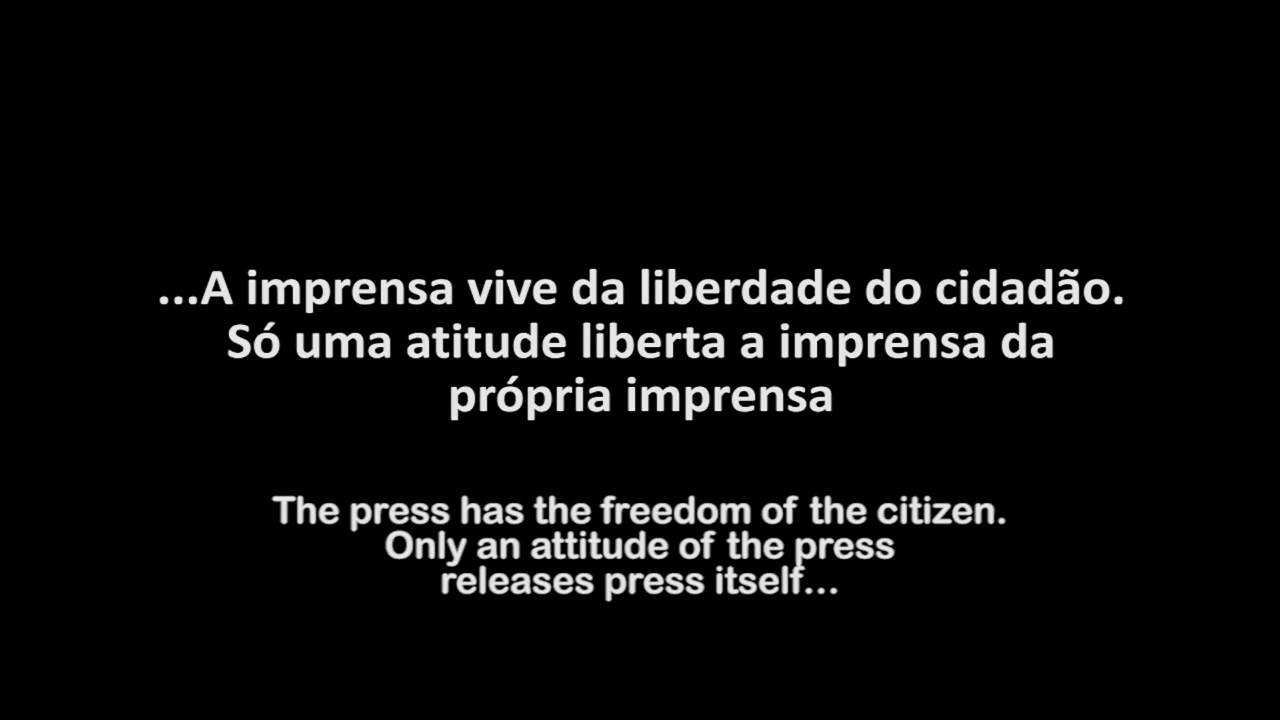 ...A imprensa vive da liberdade do cidadão.
Só uma atitude liberta a imprensa da
própria imprensa
The press has the freedom of the citizen.
Only an attitude of the press
releases press itself...